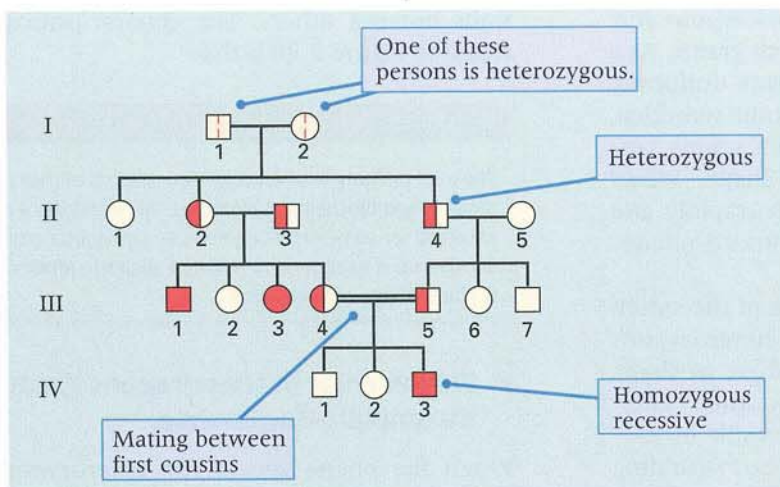 One of these
persons is heterozygous.
I
1 2
Heterozygous
II
1 2 3 4 5
III
1 2 3 4 5 6 7
IV
1 2 3
Mating between
first cousins
Homozygous
recessive